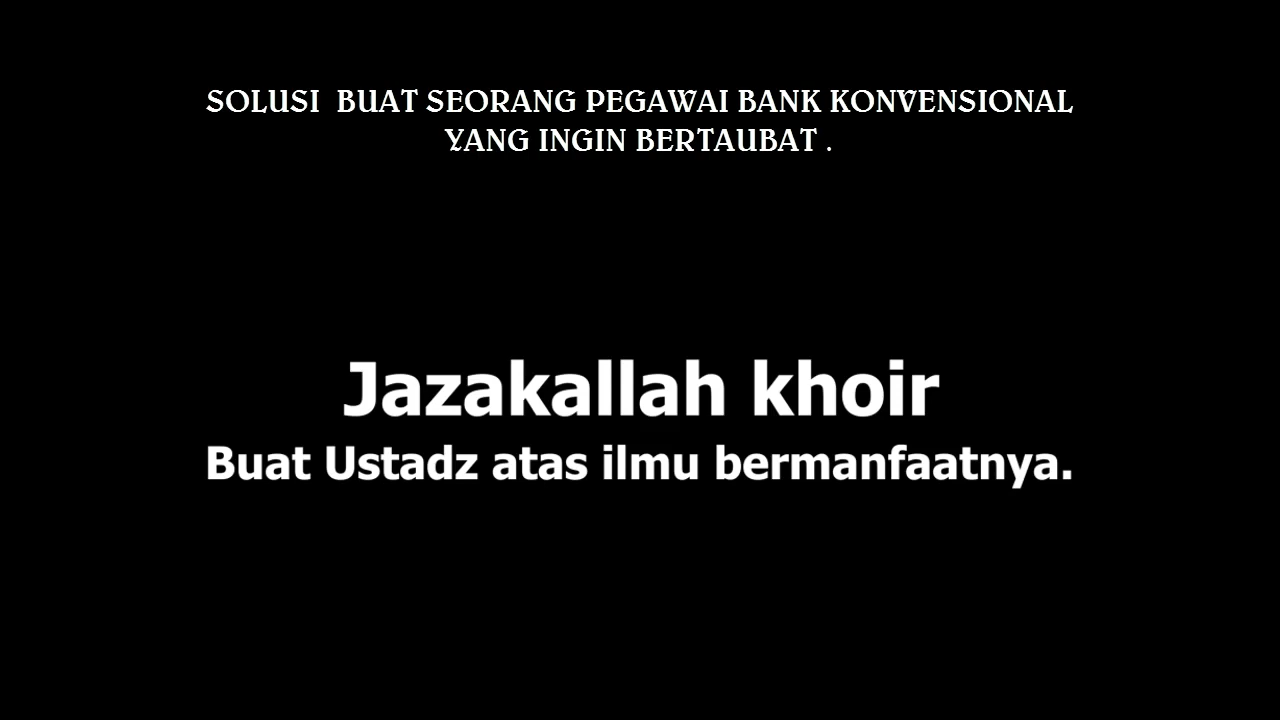 SOLUSI BUAT SEORANG PEGAWAI BANK KONVENSIONAL
YANG INGIN BERTAUBAT .
Jazakallah khoir
Buat Ustadz atas ilmu bermanfaatnya.